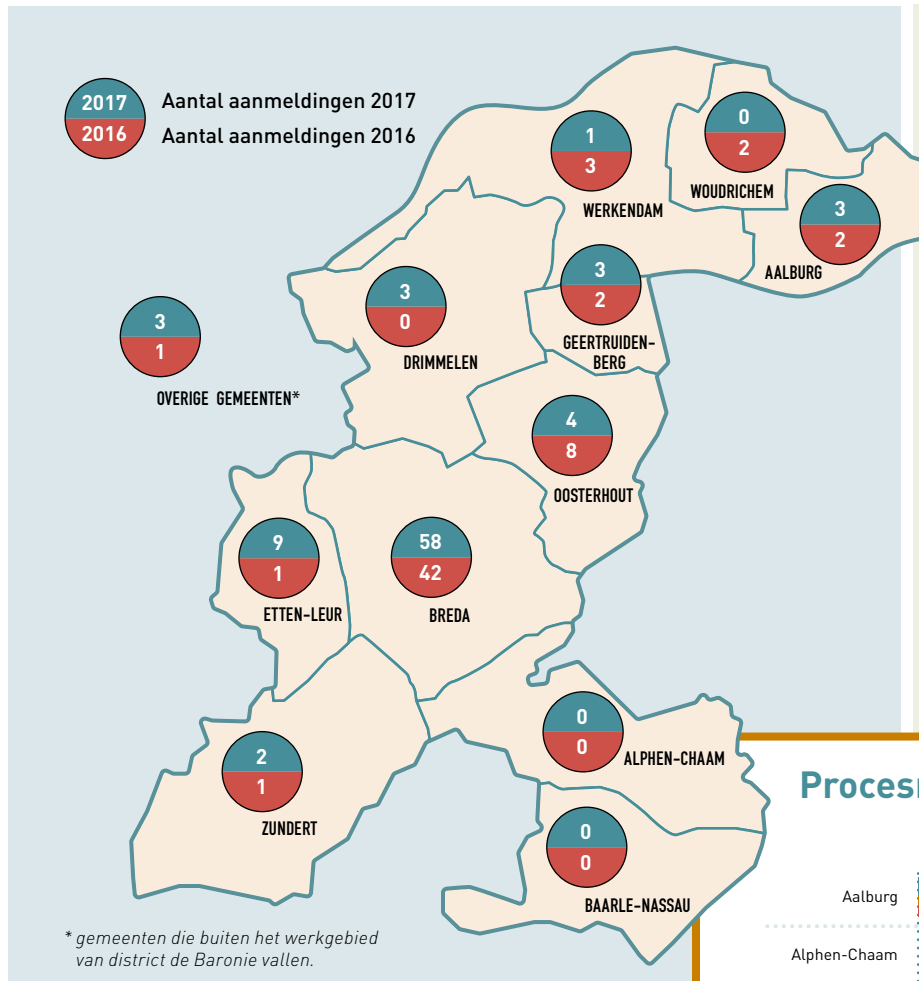 2017
Aantal aanmeldingen 2017
2016
Aantal aanmeldingen 2016
1
3
WERKENDAM
0
2
WOUDRICHEM
3
2
AALBURG
3
2
GEERTRUIDEN-
BERG
3
0
DRIMMELEN
3
1
OVERIGE GEMEENTEN*
4
8
OOSTERHOUT
9
1
ETTEN-LEUR
58
42
BREDA
0
0
ALPHEN-CHAAM
2
1
ZUNDERT
0
0
BAARLE-NASSAU
* gemeenten die buiten het werkgebied
van district de Baronie vallen.
Aalburg
Alphen-Chaam